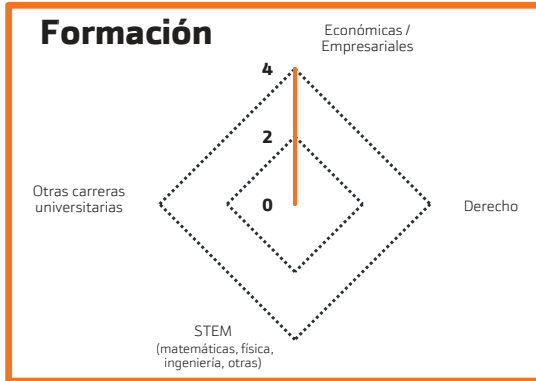 Formación
Económicas /
Empresariales
4
2
0
Otras carreras
universitarias
Derecho
STEM
(matemáticas, física,
ingeniería, otras)